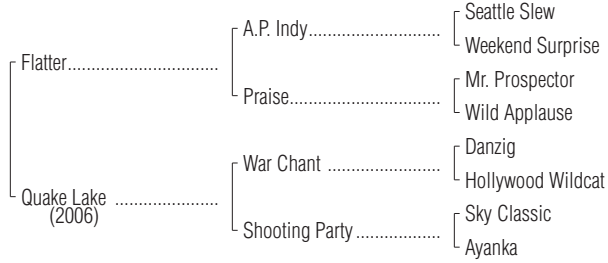 Seattle Slew
A.P. Indy..............................
Weekend Surprise
Flatter...................................
Mr. Prospector
Praise...................................
Wild Applause
Danzig
War Chant ..........................
Hollywood Wildcat
Quake Lake ........................
(2006)
Sky Classic
Shooting Party....................
Ayanka